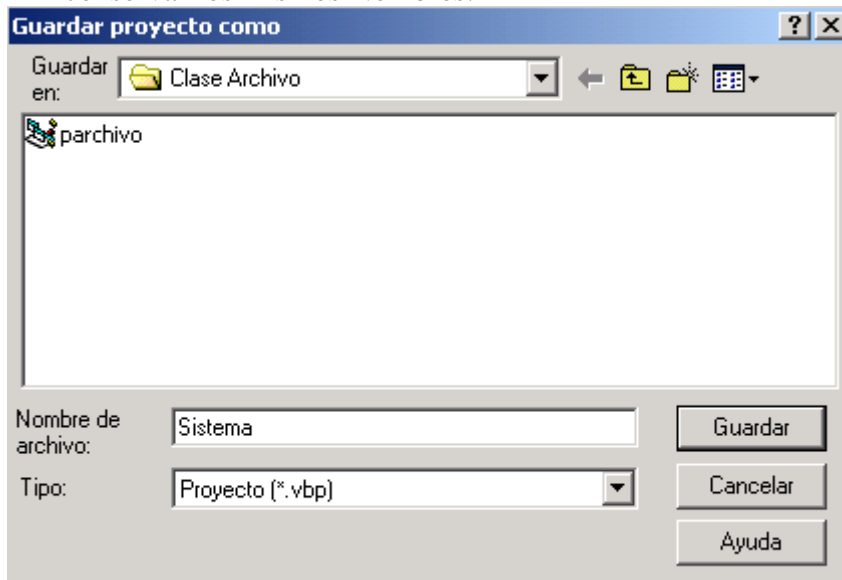 Guardar proyecto como
Guardar
en:
Clase Archivo
parchivo
Nombre de
archivo:
Sistema
Guardar
Tipo:
Proyecto (*.vbp)
Cancelar
Ayuda